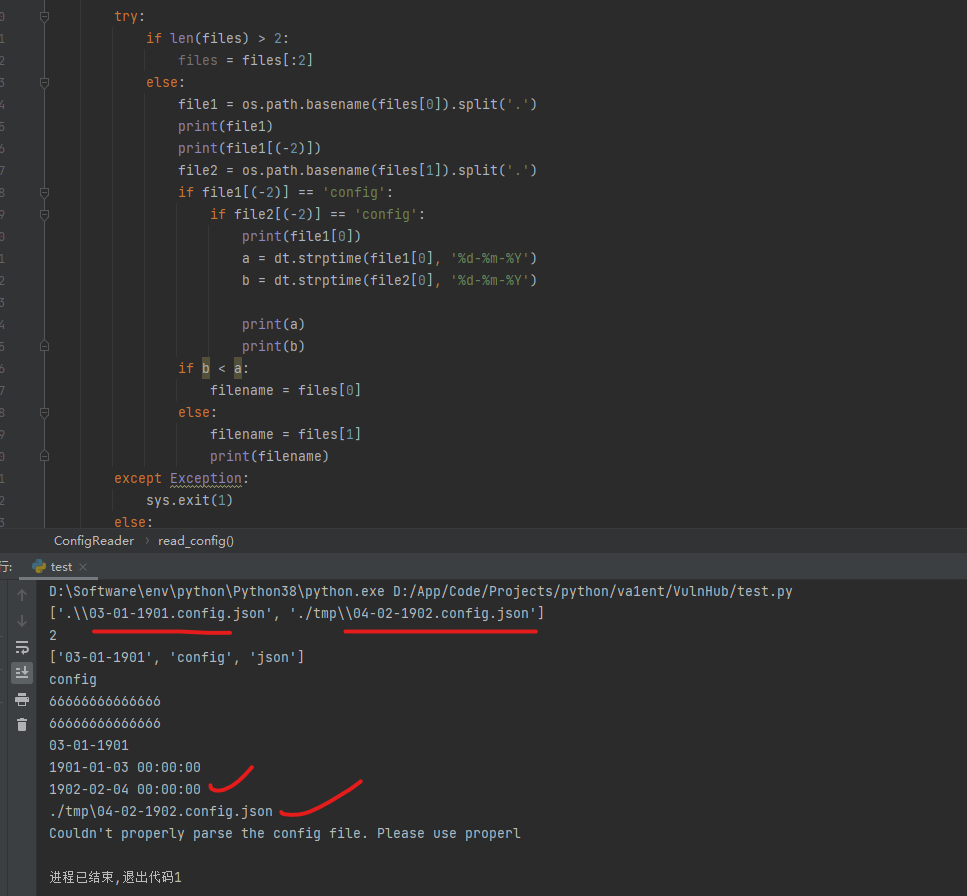 try:
if len(files) > 2:
files = files[:2]
else:
file1 = os.path.basename(files[0]).split('.')
print(file1)
print(file1[(-2)])
file2 = os.path.basename(files[1]).split('.')
if file1[(-2)] == 'config':
if file2[(-2)] == 'config':
print(file1[0])
a = dt.strptime(file1[0], '%d-%m-%Y')
b = dt.strptime(file2[0], '%d-%m-%Y')
print(a)
print(b)
if b < a:
filename = files[0]
else:
filename = files[1]
print(filename)
except Exception:
sys.exit(1)
else:
ConfigReader › read_config()
行: test ×
D:\Software\env\python\Python38\python.exe D:/App/Code/Projects/python/va1ent/VulnHub/test.py
['.\\03-01-1901.config.json', './tmp\\04-02-1902.config.json']
2
['03-01-1901', 'config', 'json']
config
66666666666666
66666666666666
03-01-1901
1901-01-03 00:00:00
1902-02-04 00:00:00
./tmp\04-02-1902.config.json
Couldn't properly parse the config file. Please use properl
进程已结束,退出代码1